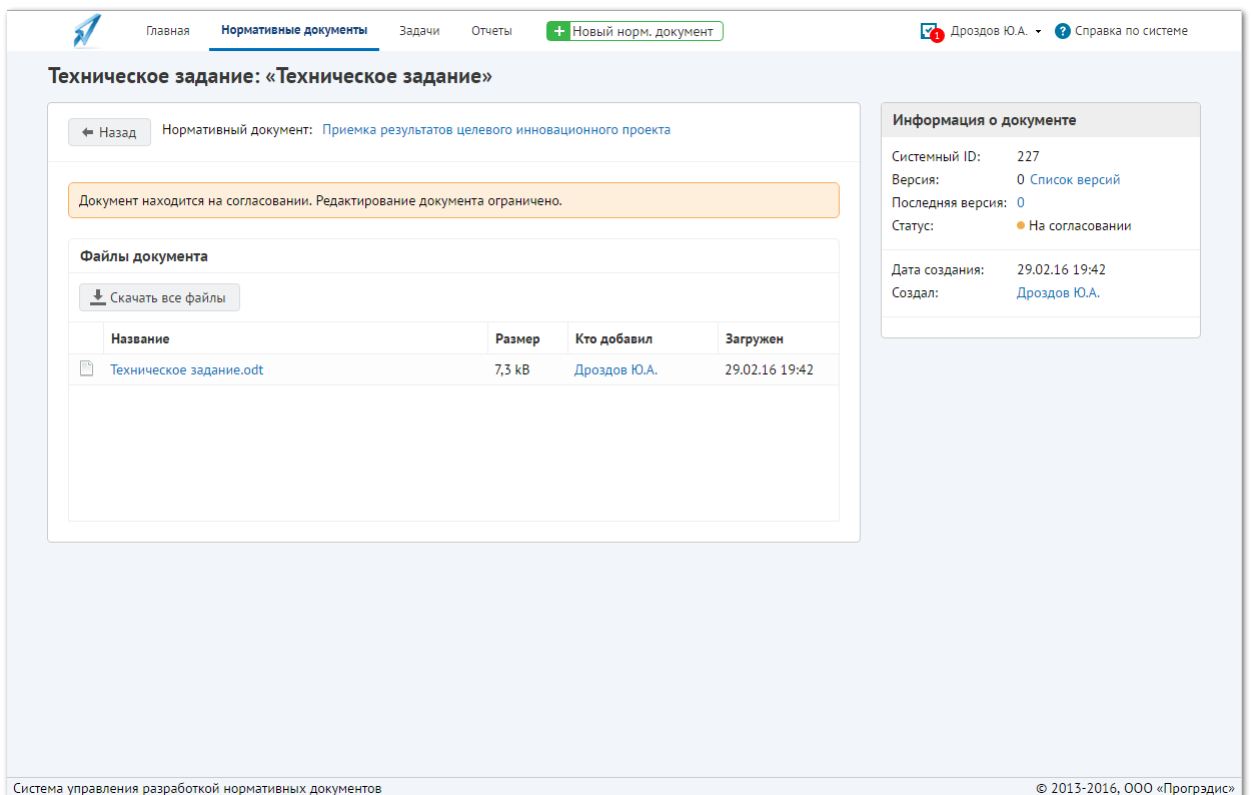 Главная Нормативные документы Задачи Отчеты + Новый норм. документ 1 Дроздов Ю.А. ? Справка по системе
Техническое задание: «Техническое задание»
Назад Нормативный документ: Приемка результатов целевого инновационного проекта
Документ находится на согласовании. Редактирование документа ограничено.
Файлы документа
Скачать все файлы
Название Размер Кто добавил Загружен
Техническое задание.odt 7,3 kB Дроздов Ю.А. 29.02.16 19:42
Информация о документе
Системный ID: 227
Версия: 0 Список версий
Последняя версия: 0
Статус: На согласовании
Дата создания: 29.02.16 19:42
Создал: Дроздов Ю.А.
Система управления разработкой нормативных документов © 2013-2016, ООО «Прогрэдис»